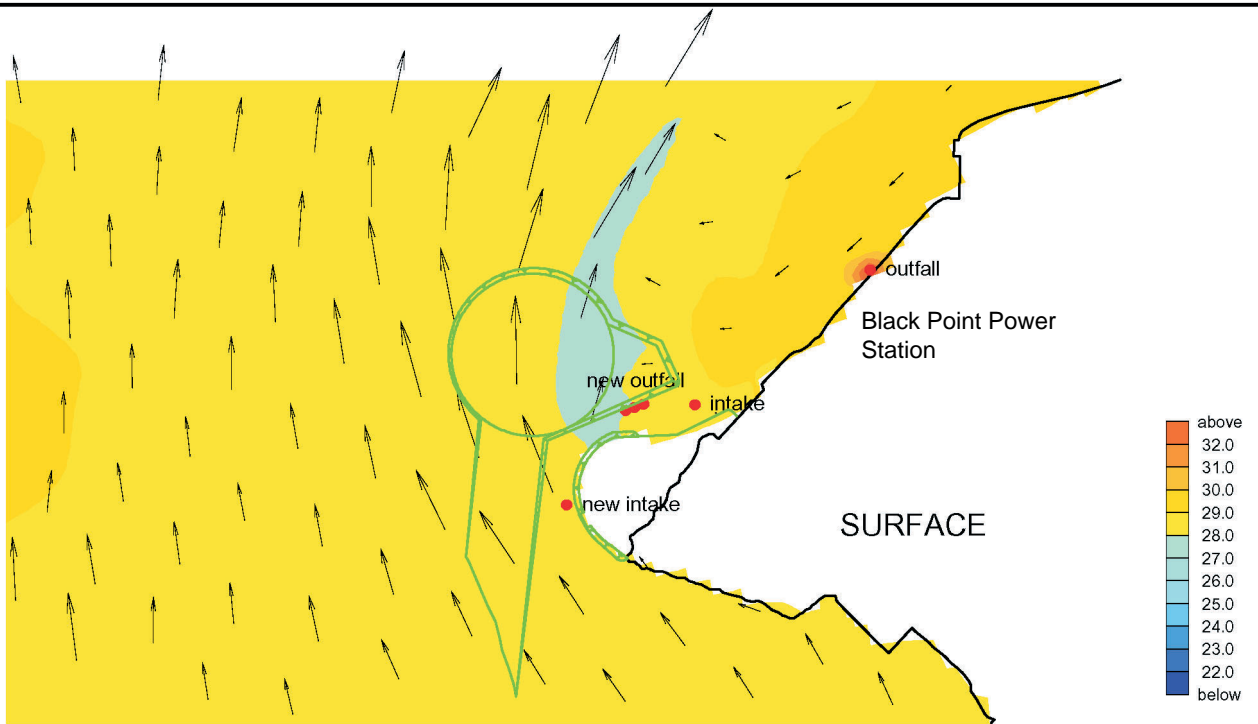 outfall
Black Point Power
Station
new outfall
intake
new intake
SURFACE
above
32.0
31.0
30.0
29.0
28.0
27.0
26.0
25.0
24.0
23.0
22.0
below